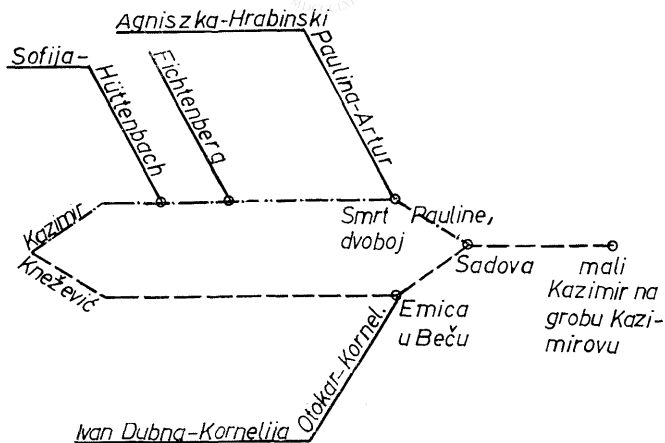 Agniszka-Hrabinski
Sofija-
Hüttenbach
Eichtenberg
Paulina-Artur
Kazimir
Knežević
Smrt Pauline,
dvoboj
Sadova
mali
Kazimir na
grobu Kazi-
mirovu
Emica
u Beču
Otokar-Kornel.
Ivan Dubna-Kornelija